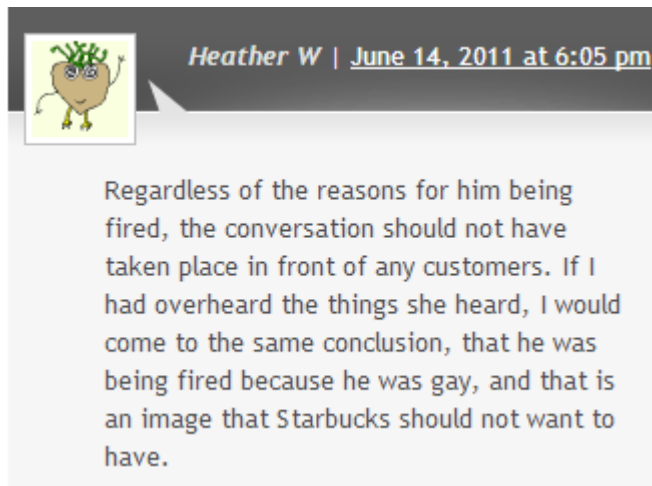 Heather W | June 14, 2011 at 6:05 pm
Regardless of the reasons for him being
fired, the conversation should not have
taken place in front of any customers. If I
had overheard the things she heard, I would
come to the same conclusion, that he was
being fired because he was gay, and that is
an image that Starbucks should not want to
have.